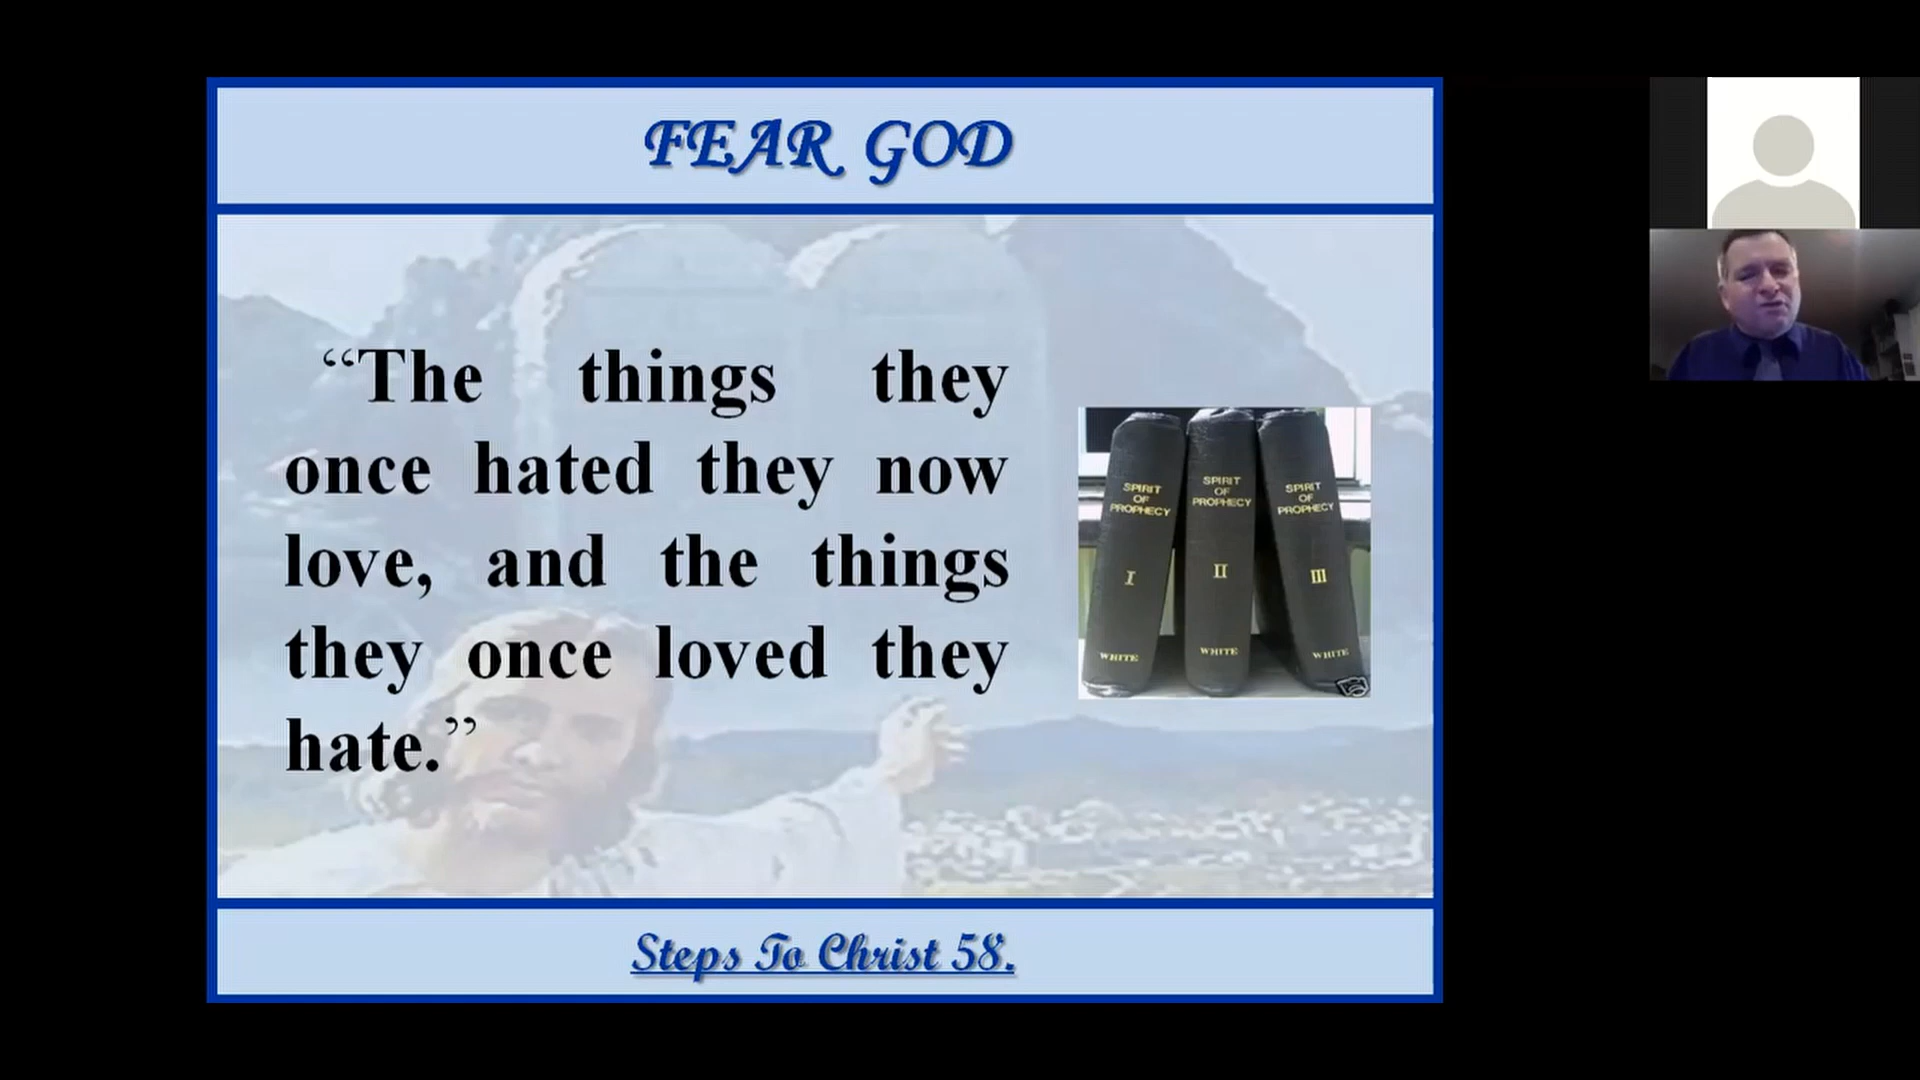 FEAR GOD
“The things they
once hated they now
love, and the things
they once loved they
hate.”
SPIRIT
OF
PROPHECY
I
WHITE
SPIRIT
OF
PROPHECY
II
WHITE
SPIRIT
OF
PROPHECY
III
WHITE
Steps To Christ 58.